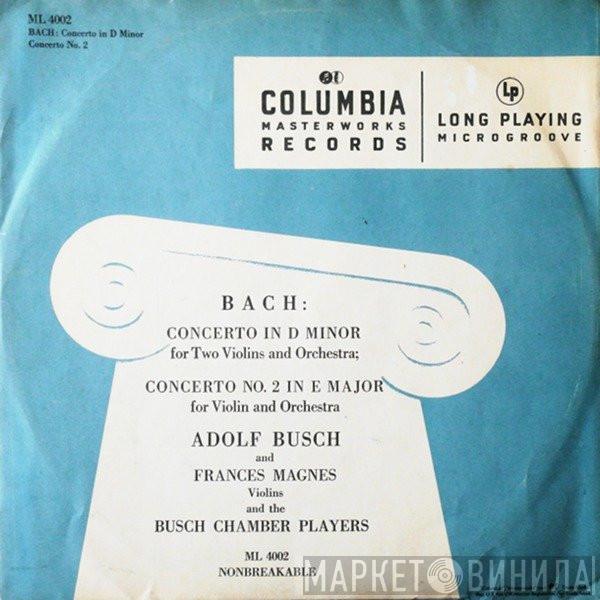 ML 4002
BACH: Concerto in D Minor
Concerto No. 2
COLUMBIA
MASTERWORKS
RECORDS
LP
LONG PLAYING
MICROGROOVE
BACH:
CONCERTO IN D MINOR
for Two Violins and Orchestra;
CONCERTO NO. 2 IN E MAJOR
for Violin and Orchestra
ADOLF BUSCH
and
FRANCES MAGNES
Violins
and the
BUSCH CHAMBER PLAYERS
ML 4002
NONBREAKABLE
МАРКЕТ ВИНИЛА